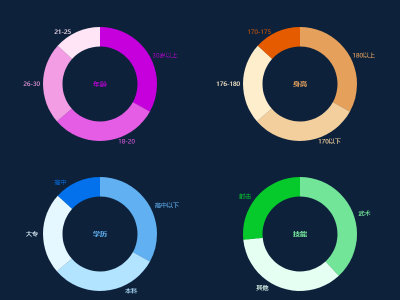 21-25
30岁以上
26-30
年龄
18-20
170-175
180以上
176-180
身高
170以下
高中
高中以下
大专
学历
本科
射击
武术
技能
其他